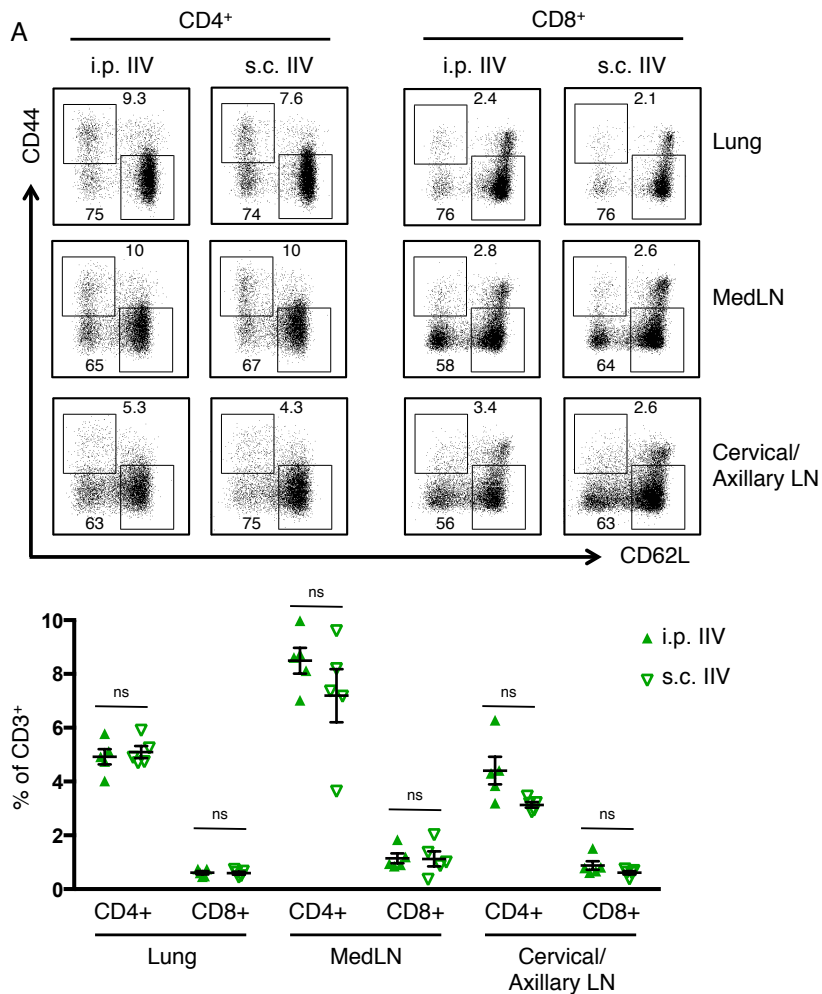 A
CD4+ CD8+
i.p. IIV s.c. IIV i.p. IIV s.c. IIV
CD44
9.3 7.6 2.4 2.1
Lung
75 74 76 76
10 10 2.8 2.6
MedLN
65 67 58 64
5.3 4.3 3.4 2.6
Cervical/
Axillary LN
63 75 56 63
CD62L
% of CD3+
10
8
6
4
2
0
ns ns ns ns ns ns
i.p. IIV
s.c. IIV
CD4+ CD8+ CD4+ CD8+ CD4+ CD8+
Lung MedLN Cervical/
Axillary LN